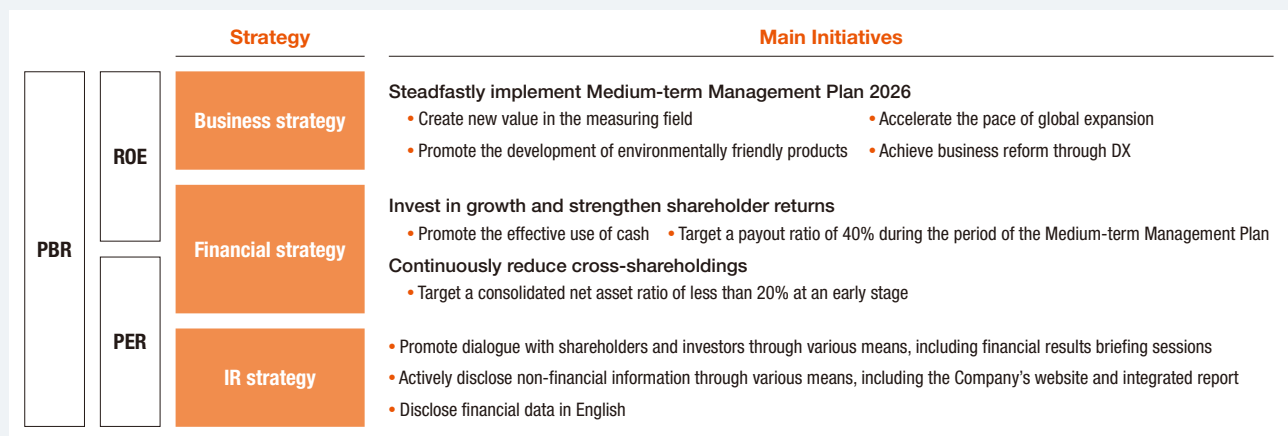 Strategy
Main Initiatives
PBR
ROE
PER
Business strategy
Steadfastly implement Medium-term Management Plan 2026
• Create new value in the measuring field
• Accelerate the pace of global expansion
• Promote the development of environmentally friendly products
• Achieve business reform through DX
Financial strategy
Invest in growth and strengthen shareholder returns
• Promote the effective use of cash
• Target a payout ratio of 40% during the period of the Medium-term Management Plan
Continuously reduce cross-shareholdings
• Target a consolidated net asset ratio of less than 20% at an early stage
IR strategy
• Promote dialogue with shareholders and investors through various means, including financial results briefing sessions
• Actively disclose non-financial information through various means, including the Company’s website and integrated report
• Disclose financial data in English